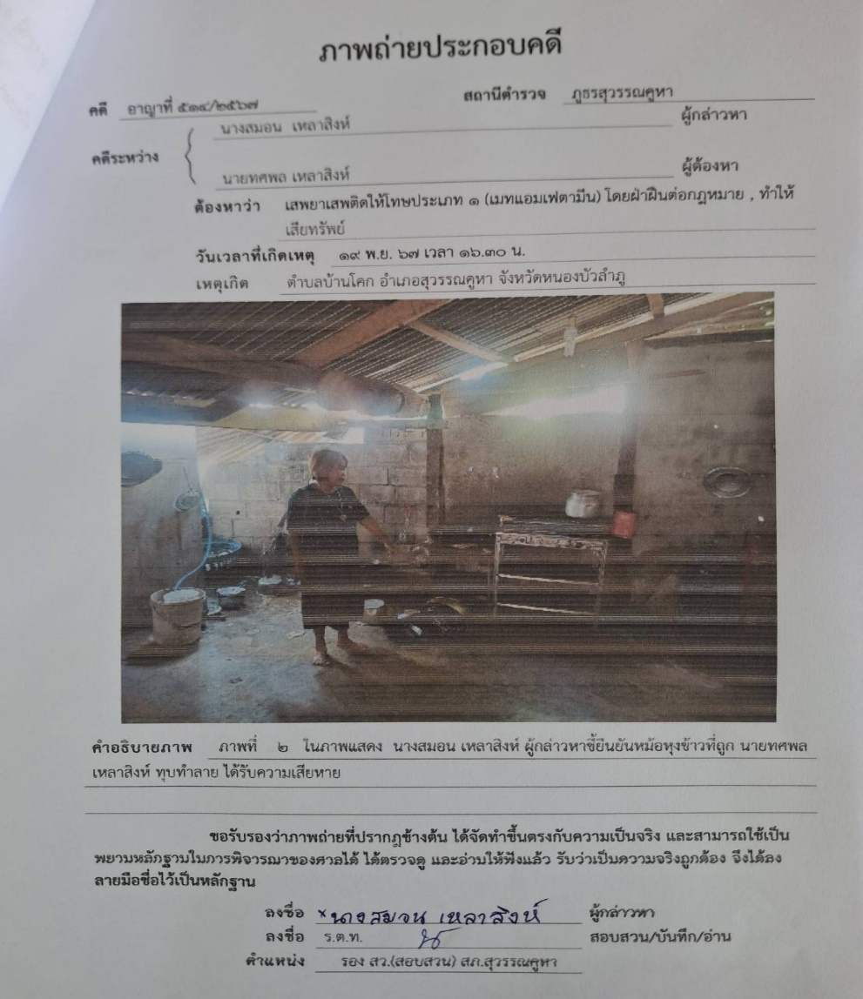 ภาพถ่ายประกอบคดี
คดี อาญาที่ ๕๑๔/๒๕๖๗ สถานีตำรวจ ภูธรสุวรรณคูหา
คดีระหว่าง นางสมอน เหลาสิงห์ ผู้กล่าวหา
นายทศพล เหลาสิงห์ ผู้ต้องหา
ต้องหาว่า เสพยาเสพติดให้โทษประเภท ๑ (เมทแอมเฟตามีน) โดยฝ่าฝืนต่อกฎหมาย , ทำให้
เสียทรัพย์
วันเวลาที่เกิดเหตุ ๑๙ พ.ย. ๖๗ เวลา ๑๖.๓๐ น.
เหตุเกิด ตำบลบ้านโคก อำเภอสุวรรณคูหา จังหวัดหนองบัวลำภู
คำอธิบายภาพ ภาพที่ ๒ ในภาพแสดง นางสมอน เหลาสิงห์ ผู้กล่าวหาชี้ยืนยันหม้อหุงข้าวที่ถูก นายทศพล
เหลาสิงห์ ทุบทำลาย ได้รับความเสียหาย
ขอรับรองว่าภาพถ่ายที่ปรากฏข้างต้น ได้จัดทำขึ้นตรงกับความเป็นจริง และสามารถใช้เป็น
พยานหลักฐานในการพิจารณาของศาลได้ ได้ตรวจดู และอ่านให้ฟังแล้ว รับว่าเป็นความจริงถูกต้อง จึงได้ลง
ลายมือชื่อไว้เป็นหลักฐาน
ลงชื่อ ×นางสมอน เหลาสิงห์ ผู้กล่าวหา
ลงชื่อ ร.ต.ท. สอบสวน/บันทึก/อ่าน
ตำแหน่ง รอง สว.(สอบสวน) สภ.สุวรรณคูหา